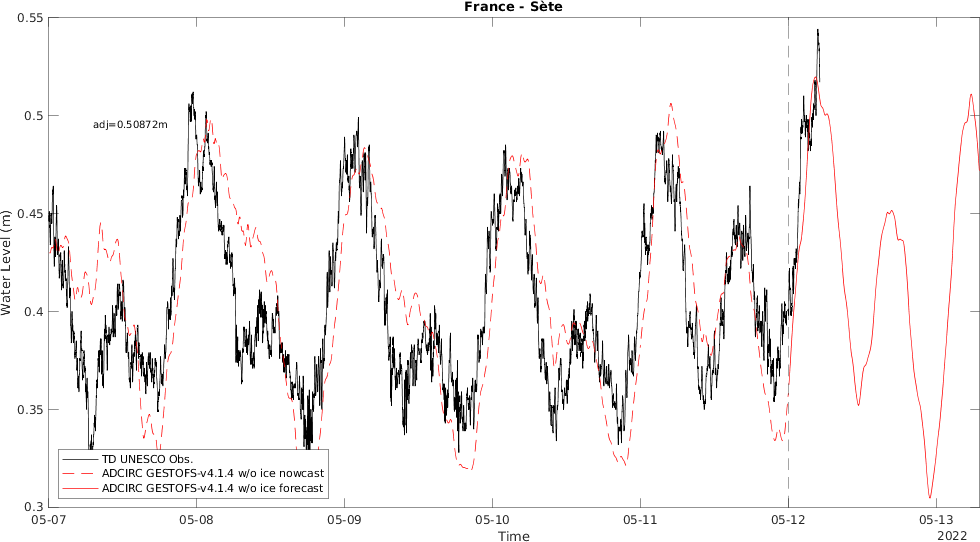 France - Sète
0.55
0.5
0.45
0.4
0.35
0.3
Water Level (m)
adj=0.50872m
TD UNESCO Obs.
ADCIRC GESTOFS-v4.1.4 w/o ice nowcast
ADCIRC GESTOFS-v4.1.4 w/o ice forecast
05-07 05-08 05-09 05-10 05-11 05-12 05-13
Time
2022